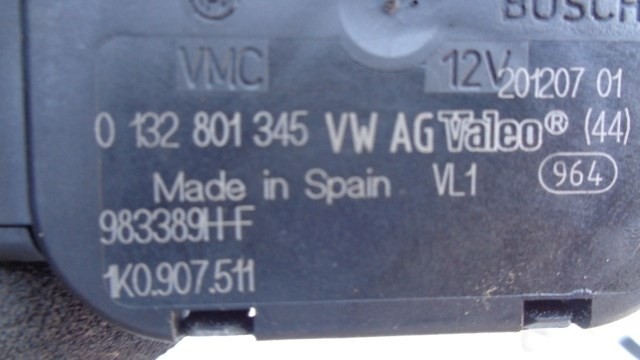 BOSCH
VMC 12V
201207 01
0 132 801 345 VW AG Valeo® (44)
Made in Spain VL1 964
983389H-F
1K0.907.511